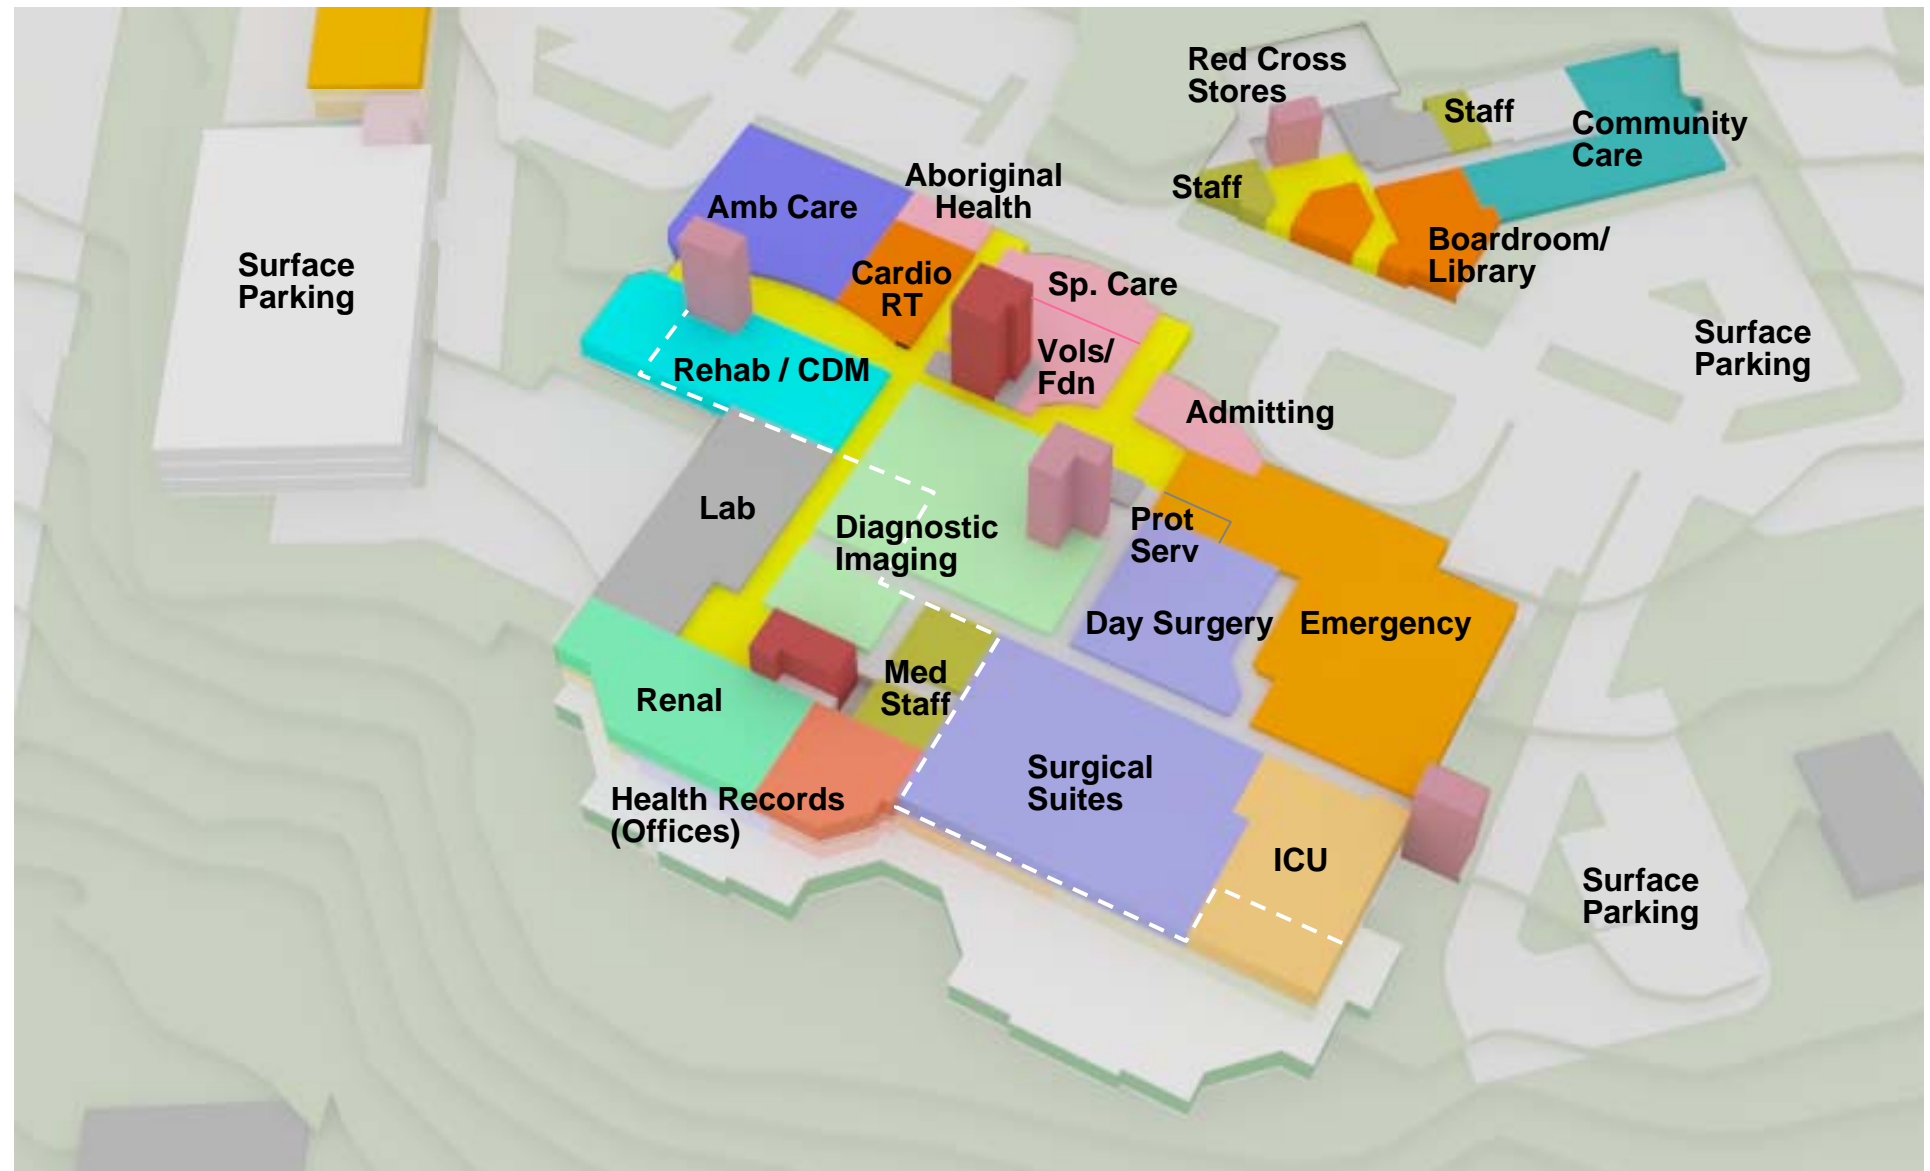 Red Cross
Stores
Staff
Community
Care
Staff
Boardroom/
Library
Aboriginal
Health
Amb Care
Surface
Parking
Cardio
RT
Sp. Care
Surface
Parking
Rehab / CDM
Vols/
Fdn
Admitting
Lab
Diagnostic
Imaging
Prot
Serv
Day Surgery
Emergency
Med
Staff
Renal
Surgical
Suites
Health Records
(Offices)
ICU
Surface
Parking